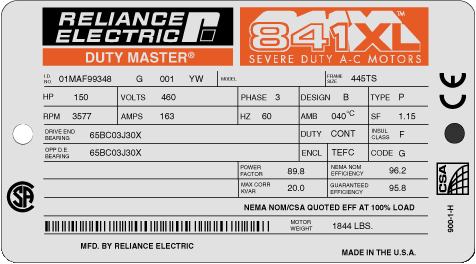 RELIANCE ELECTRIC
DUTY MASTER®
841XL™
SEVERE DUTY A-C MOTORS
I.D. NO. 01MAF99348 G 001 YW MODEL FRAME SIZE 445TS
HP 150 VOLTS 460 PHASE 3 DESIGN B TYPE P
RPM 3577 AMPS 163 HZ 60 AMB 040°C SF 1.15
DRIVE END BEARING 65BC03J30X DUTY CONT INSUL CLASS F
OPP D.E. BEARING 65BC03J30X ENCL TEFC CODE G
POWER FACTOR 89.8 NEMA NOM EFFICIENCY 96.2
MAX CORR KVAR 20.0 GUARANTEED EFFICIENCY 95.8
NEMA NOM/CSA QUOTED EFF AT 100% LOAD
MOTOR WEIGHT 1844 LBS.
MFD. BY RELIANCE ELECTRIC
MADE IN THE U.S.A.
CE
CSA
900-1-H
SA